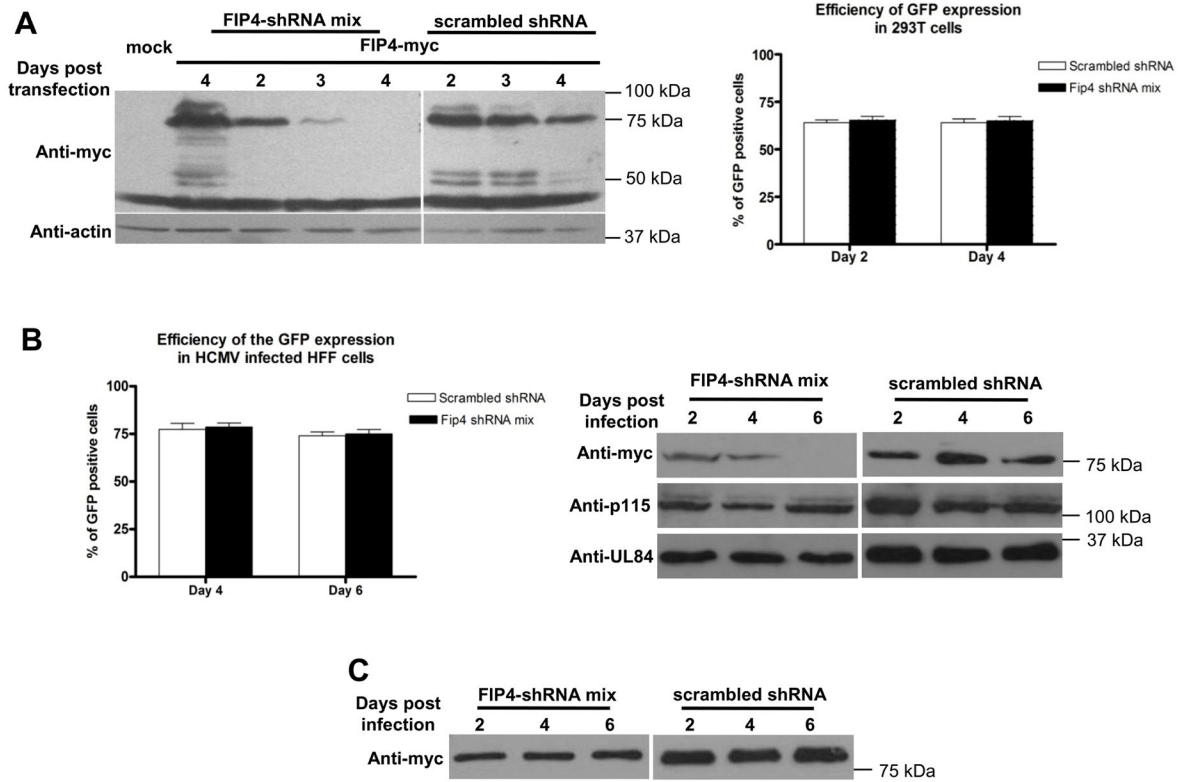 A
FIP4-shRNA mix
scrambled shRNA
mock
FIP4-myc
Days post
transfection
4 2 3 4 2 3 4
100 kDa
75 kDa
Anti-myc
50 kDa
Anti-actin
37 kDa
Efficiency of GFP expression
in 293T cells
% of GFP positive cells
100
75
50
25
0
Day 2 Day 4
Scrambled shRNA
Fip4 shRNA mix
B
Efficiency of the GFP expression
in HCMV infected HFF cells
% of GFP positive cells
100
75
50
25
0
Day 4 Day 6
Scrambled shRNA
Fip4 shRNA mix
FIP4-shRNA mix
scrambled shRNA
Days post
infection
2 4 6 2 4 6
Anti-myc
75 kDa
Anti-p115
100 kDa
37 kDa
Anti-UL84
C
FIP4-shRNA mix
scrambled shRNA
Days post
infection
2 4 6 2 4 6
Anti-myc
75 kDa